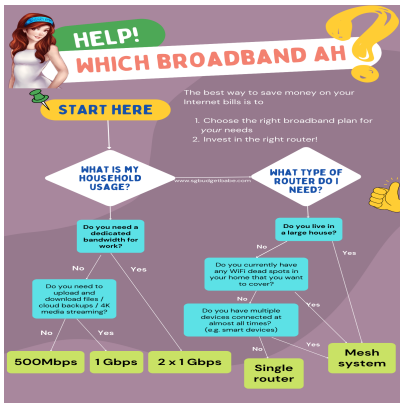 HELP!
WHICH BROADBAND AH
?
START HERE
The best way to save money on your
Internet bills is to
1. Choose the right broadband plan for
your needs
2. Invest in the right router!
WHAT IS MY
HOUSEHOLD
USAGE?
www.sgbudgetbabe.com
WHAT TYPE OF
ROUTER DO I
NEED?
Do you need a
dedicated
bandwidth for
work?
No
Yes
Do you need to
upload and
download files /
cloud backups / 4K
media streaming?
No
Yes
500Mbps
1 Gbps
2 x 1 Gbps
Do you live in
a large house?
No
Yes
Do you currently have
any WiFi dead spots in
your home that you want
to cover?
No
Yes
Do you have multiple
devices connected at
almost all times?
(e.g. smart devices)
No
Yes
Single
router
Mesh
system